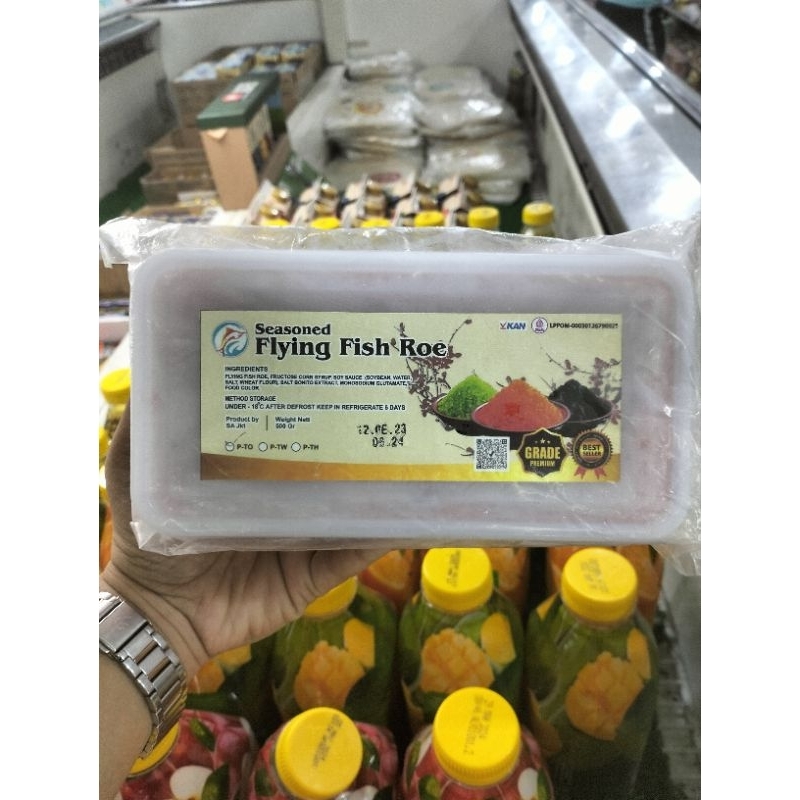 Seasoned
Flying Fish Roe
KAN
INGREDIENTS
FLYING FISH ROE, FRUCTOSE CORN SYRUP, SOY SAUCE (SOYBEAN, WATER,
SALT, WHEAT FLOUR), SALT BONITO EXTRACT, MONOSODIUM GLUTAMATE,
FOOD COLOR.
METHOD STORAGE
UNDER - 18°C AFTER DEFROST KEEP IN REFRIGERATE 5 DAYS
Product by
SA Jkt
Weight Nett
500 Gr
12.06.23
06.24
P-TO P-TW P-TH
GRADE
PREMIUM
BEST
SELLER